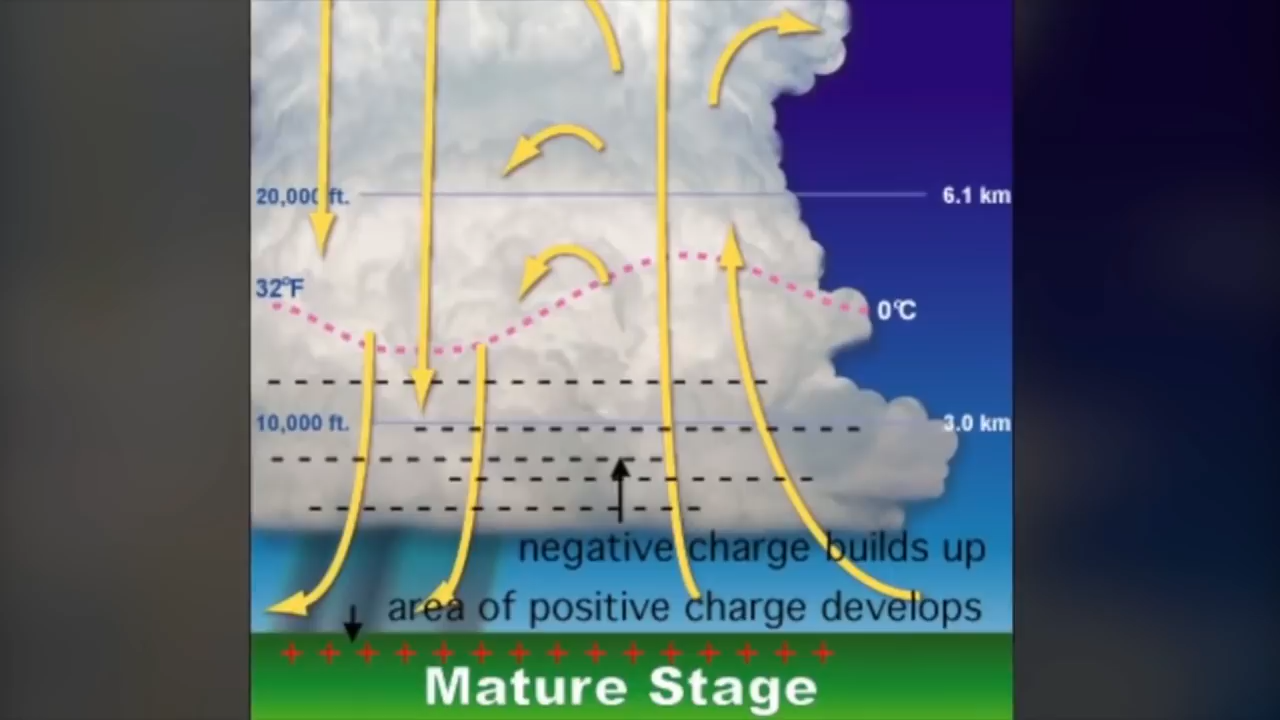 20,000 ft.
6.1 km
32°F
0°C
10,000 ft.
3.0 km
negative charge builds up
area of positive charge develops
+ + + + + + + + + + + + + + +
Mature Stage